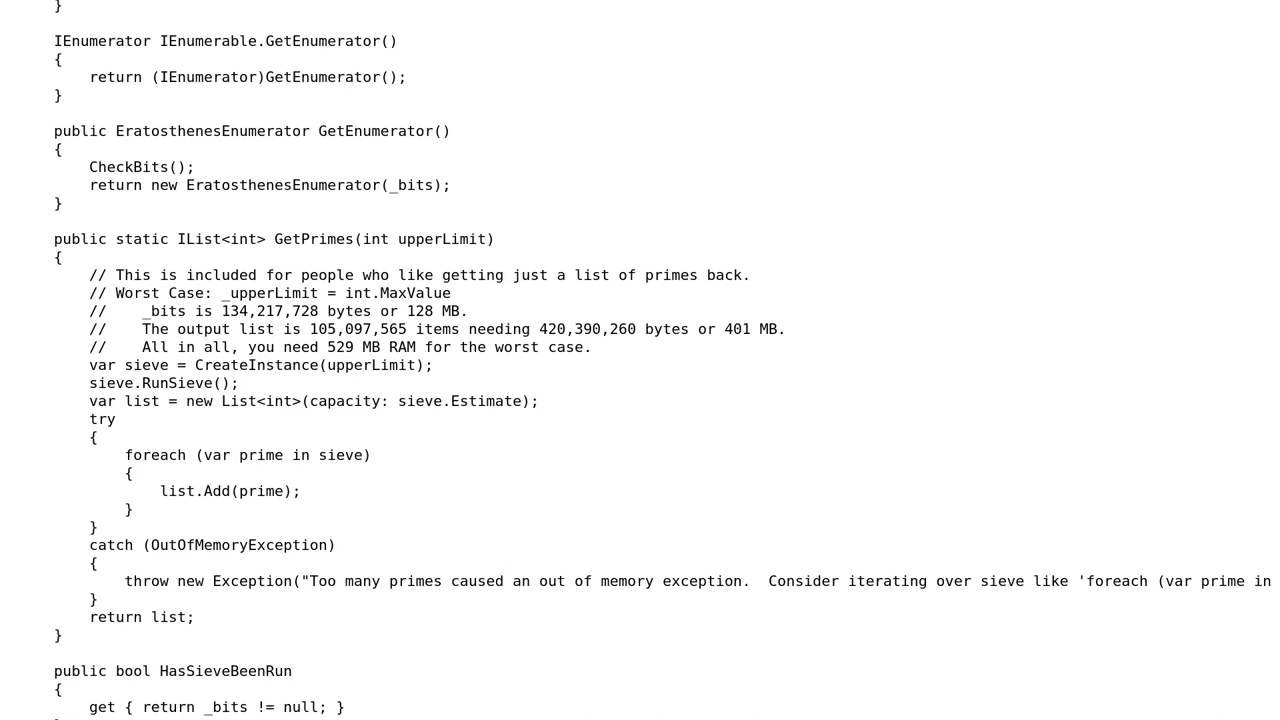 }

IEnumerator IEnumerable.GetEnumerator()
{
    return (IEnumerator)GetEnumerator();
}

public EratosthenesEnumerator GetEnumerator()
{
    CheckBits();
    return new EratosthenesEnumerator(_bits);
}

public static IList<int> GetPrimes(int upperLimit)
{
    // This is included for people who like getting just a list of primes back.
    // Worst Case: _upperLimit = int.MaxValue
    //    _bits is 134,217,728 bytes or 128 MB.
    //    The output list is 105,097,565 items needing 420,390,260 bytes or 401 MB.
    //    All in all, you need 529 MB RAM for the worst case.
    var sieve = CreateInstance(upperLimit);
    sieve.RunSieve();
    var list = new List<int>(capacity: sieve.Estimate);
    try
    {
        foreach (var prime in sieve)
        {
            list.Add(prime);
        }
    }
    catch (OutOfMemoryException)
    {
        throw new Exception("Too many primes caused an out of memory exception.  Consider iterating over sieve like 'foreach (var prime in
    }
    return list;
}

public bool HasSieveBeenRun
{
    get { return _bits != null; }